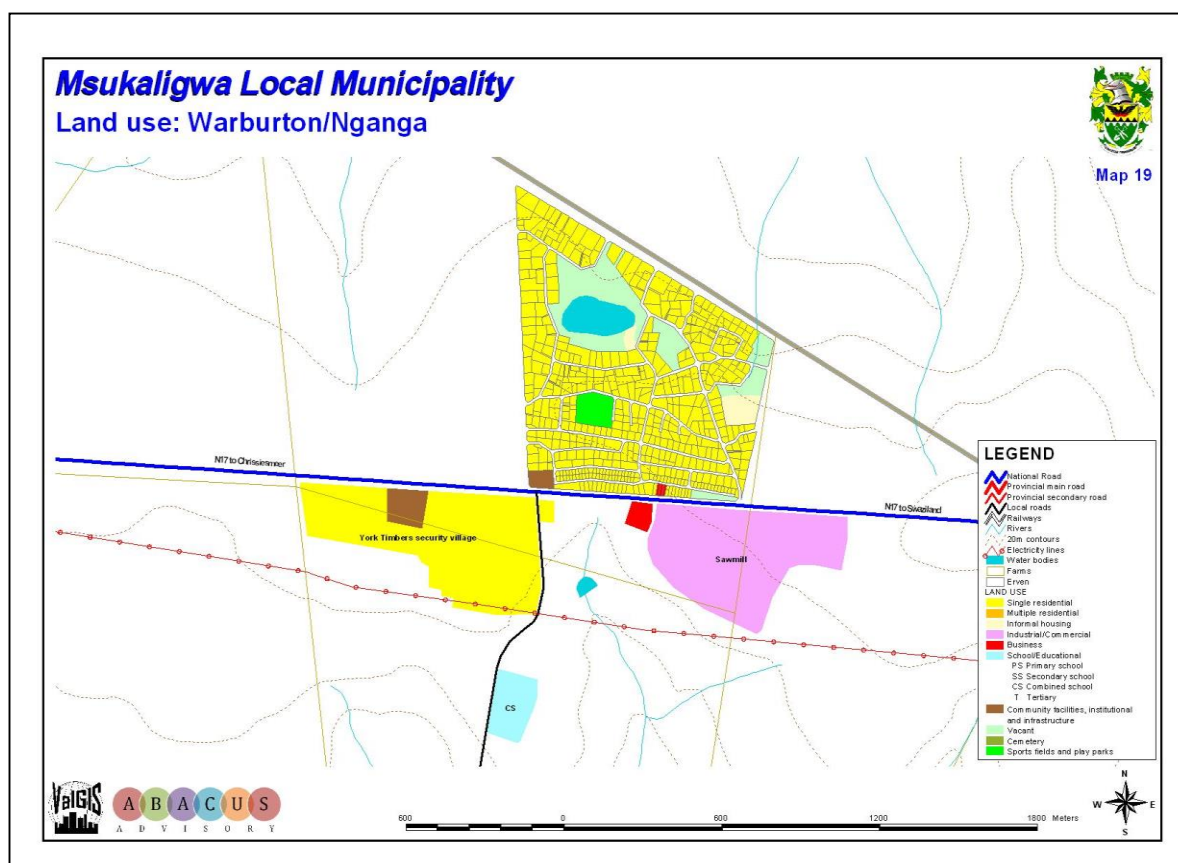 Msukaligwa Local Municipality
Land use: Warburton/Nganga
Map 19
N17 to Chrissiesmeer
N17 to Swaziland
York Timbers security village
Sawmill
CS
LEGEND
National Road
Provincial main road
Provincial secondary road
Local roads
Railways
Rivers
20m contours
Electricity lines
Water bodies
Farms
Erven
LAND USE
Single residential
Multiple residential
Informal housing
Industrial/Commercial
Business
School/Educational
PS Primary school
SS Secondary school
CS Combined school
T Tertiary
Community facilities, institutional
and infrastructure
Vacant
Cemetery
Sports fields and play parks
ValGIS
ABACUS
ADVISORY
600 0 600 1200 1800 Meters
N
W E
S